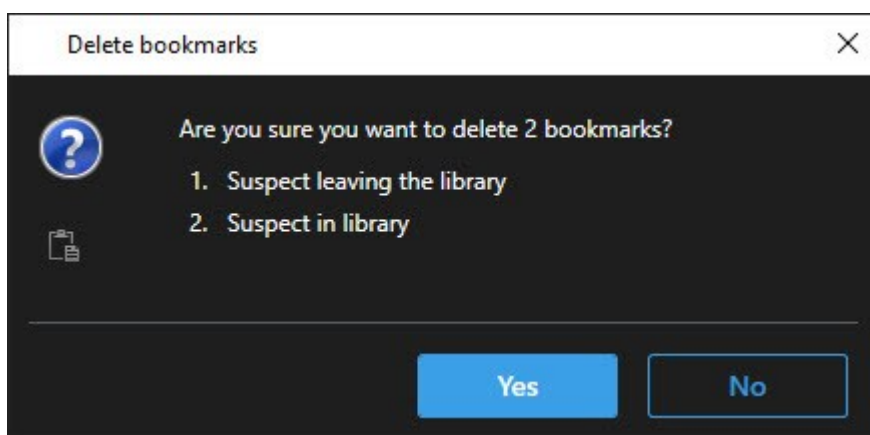 Delete bookmarks
Are you sure you want to delete 2 bookmarks?
1. Suspect leaving the library
2. Suspect in library
Yes
No